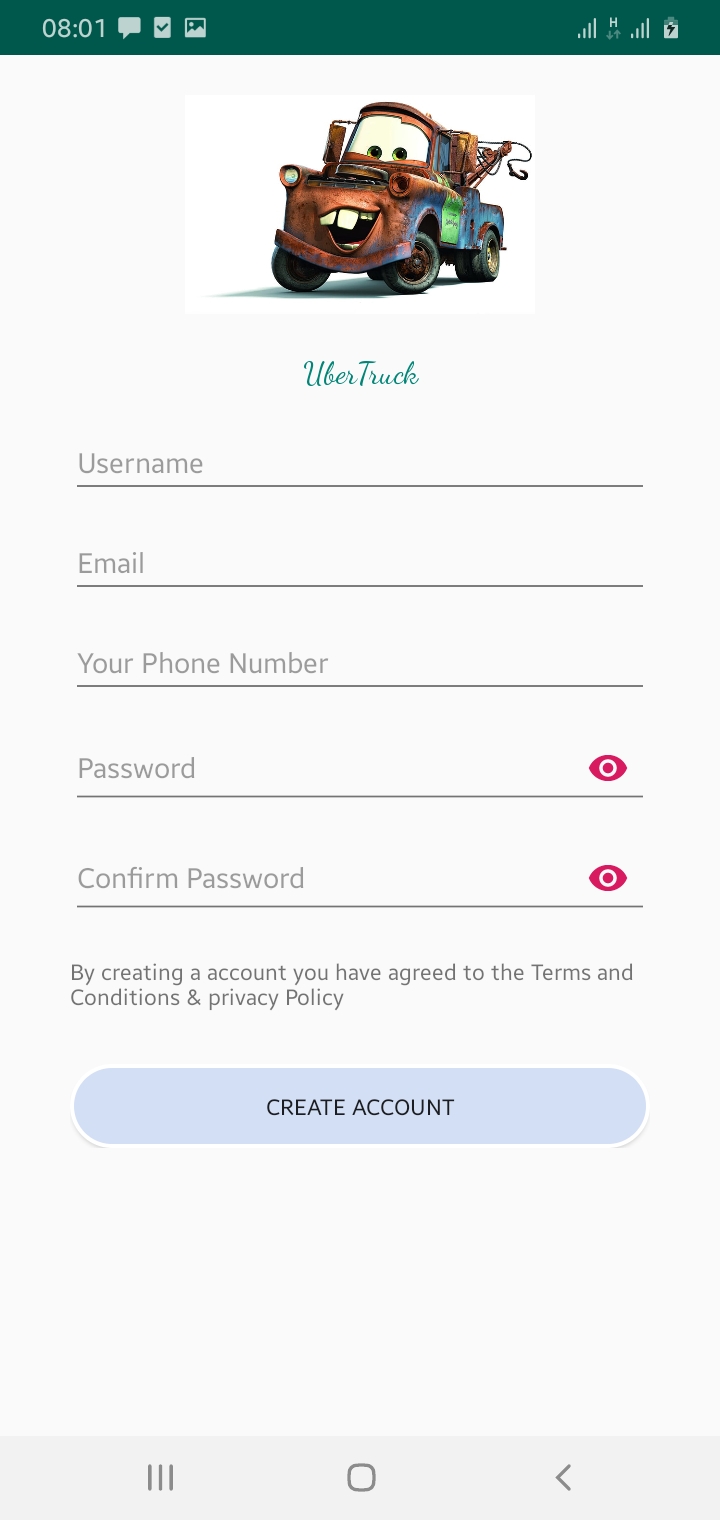 08:01
H
UberTruck
Username
Email
Your Phone Number
Password
Confirm Password
By creating a account you have agreed to the Terms and
Conditions & privacy Policy
CREATE ACCOUNT